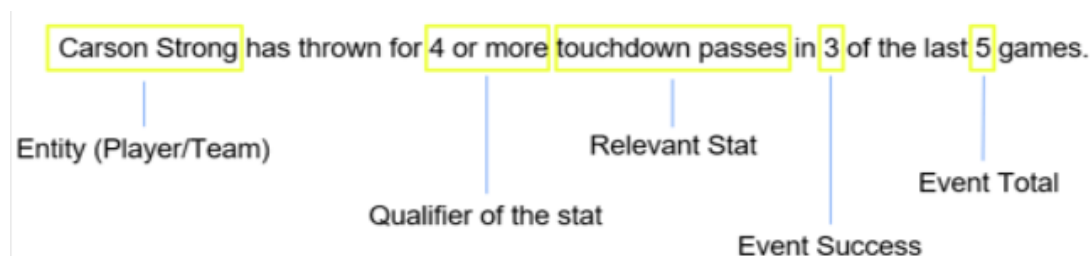 Carson Strong has thrown for 4 or more touchdown passes in 3 of the last 5 games.
Entity (Player/Team)
Relevant Stat
Event Total
Qualifier of the stat
Event Success